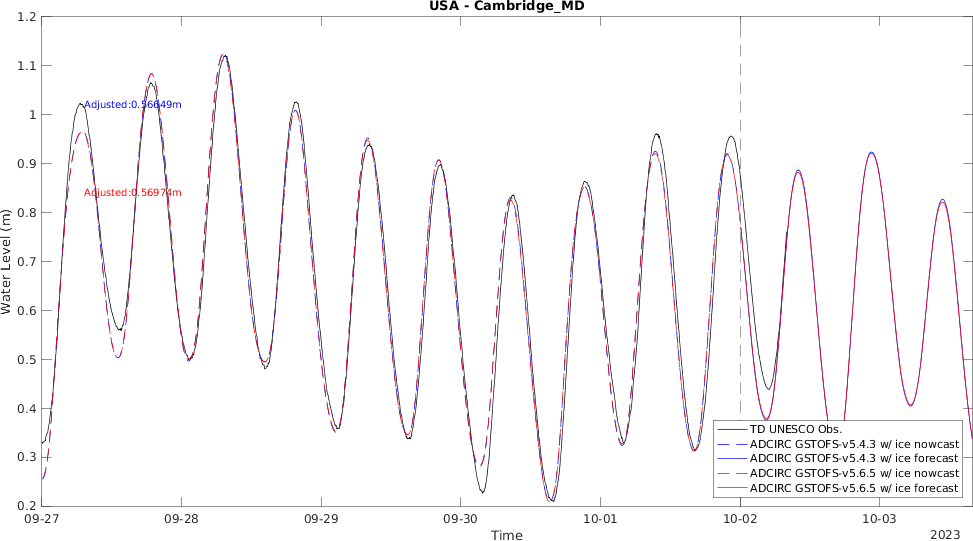 USA - Cambridge_MD
1.2
1.1
1
0.9
0.8
0.7
0.6
0.5
0.4
0.3
0.2
Water Level (m)
Adjusted:0.56649m
Adjusted:0.56974m
TD UNESCO Obs.
ADCIRC GSTOFS-v5.4.3 w/ ice nowcast
ADCIRC GSTOFS-v5.4.3 w/ ice forecast
ADCIRC GSTOFS-v5.6.5 w/ ice nowcast
ADCIRC GSTOFS-v5.6.5 w/ ice forecast
09-27 09-28 09-29 09-30 10-01 10-02 10-03
Time
2023